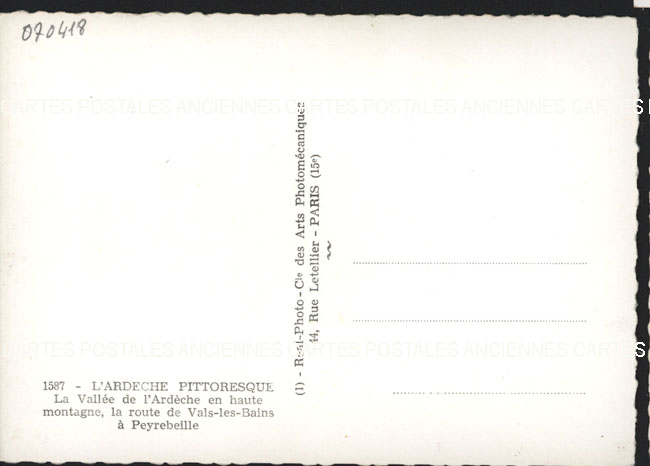 070418
CARTES POSTALES ANCIENNES CARTES POSTALES ANCIENNES CARTES
(1) - Real-Photo - Cie des Arts Photomécaniques
44, Rue Letellier - PARIS (15e)
CARTES POSTALES ANCIENNES CARTES POSTALES ANCIENNES CARTES
1587 - L'ARDECHE PITTORESQUE
La Vallée de l'Ardèche en haute
montagne, la route de Vals-les-Bains
à Peyrebeille